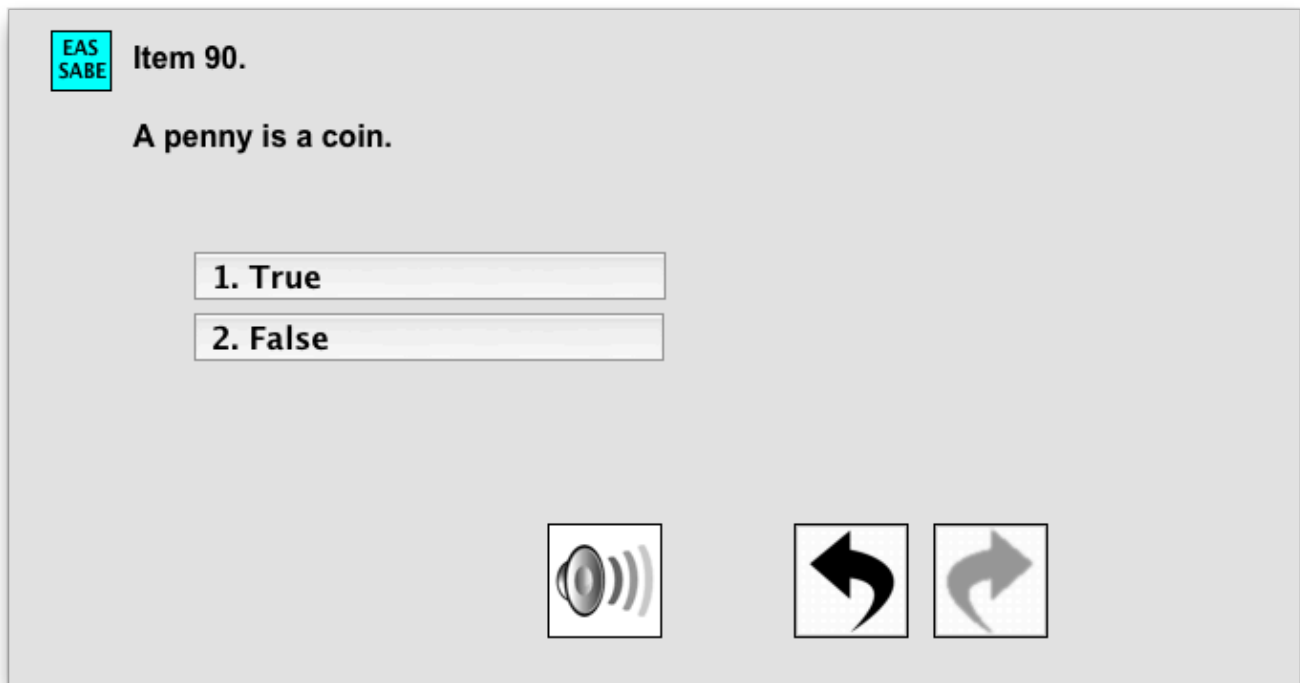 EAS
SABE
Item 90.
A penny is a coin.
1. True
2. False